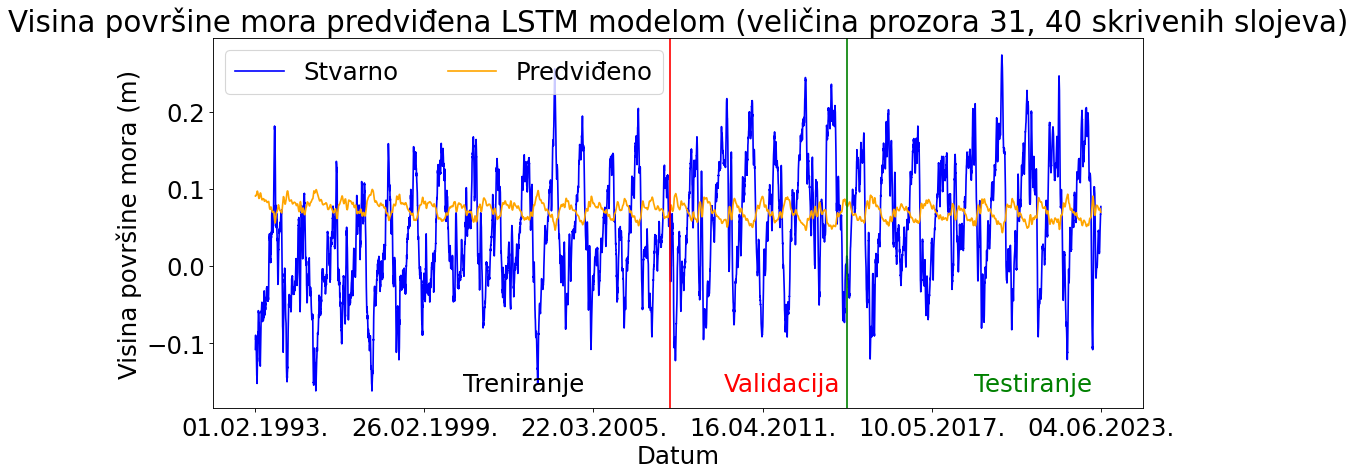 Visina površine mora predviđena LSTM modelom (veličina prozora 31, 40 skrivenih slojeva)
Stvarno
Predviđeno
Visina površine mora (m)
0.2
0.1
0.0
−0.1
Treniranje
Validacija
Testiranje
01.02.1993.
26.02.1999.
22.03.2005.
16.04.2011.
10.05.2017.
04.06.2023.
Datum